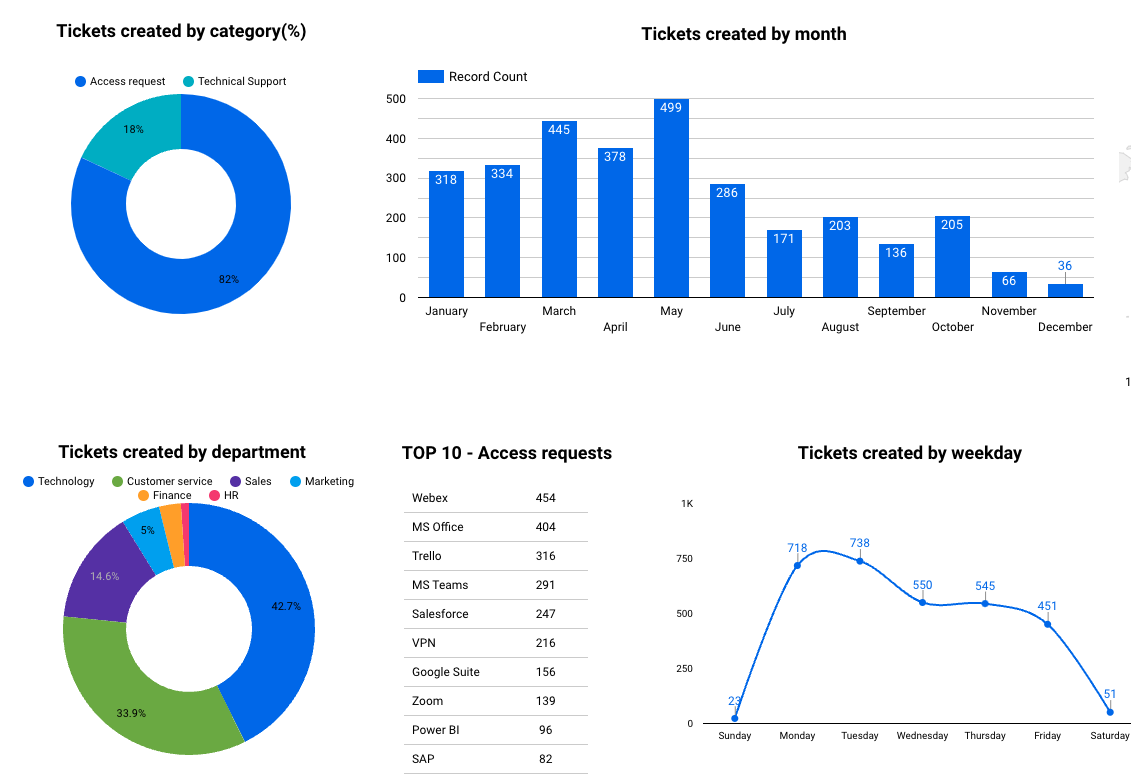 Tickets created by category(%)
Access request Technical Support
18%
82%
Tickets created by month
Record Count
500
400
300
200
100
0
318 334 445 378 499 286 171 203 136 205 66 36
January February March April May June July August September October November December
1
Tickets created by department
Technology Customer service Sales Marketing
Finance HR
5%
14.6%
42.7%
33.9%
TOP 10 - Access requests
Webex 454
MS Office 404
Trello 316
MS Teams 291
Salesforce 247
VPN 216
Google Suite 156
Zoom 139
Power BI 96
SAP 82
Tickets created by weekday
1K
750
500
250
0
23 718 738 550 545 451 51
Sunday Monday Tuesday Wednesday Thursday Friday Saturday